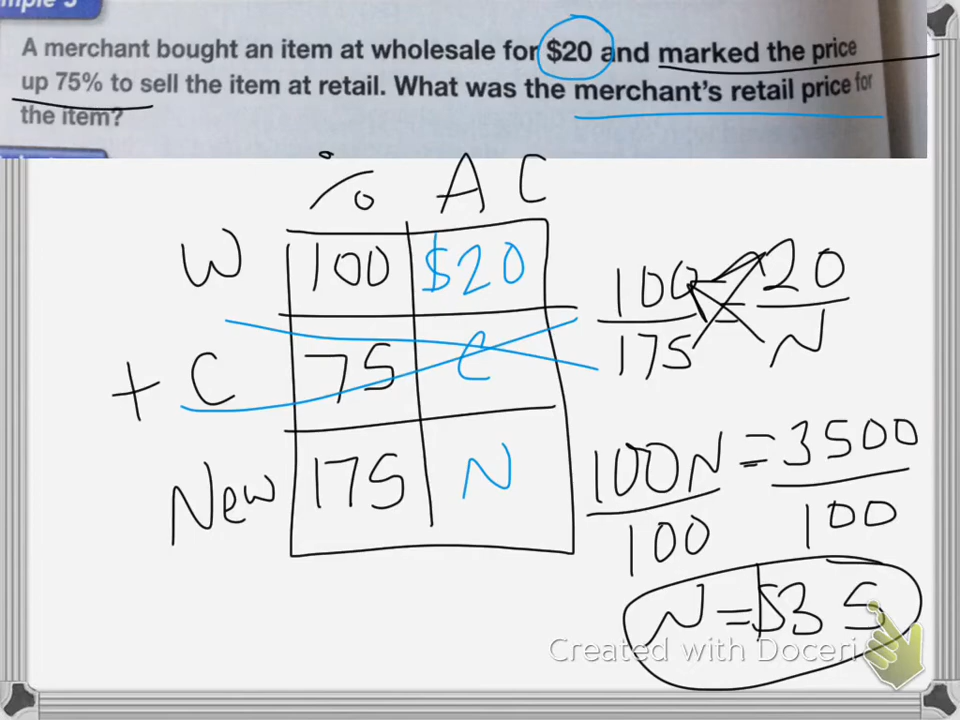 mple 5
A merchant bought an item at wholesale for $20 and marked the price
up 75% to sell the item at retail. What was the merchant's retail price for
the item?
% A C
W 100 $20
+ C 75 C
New 175 N
100 = 20
175 N
100N = 3500
100 100
N = $35
Created with Doceri